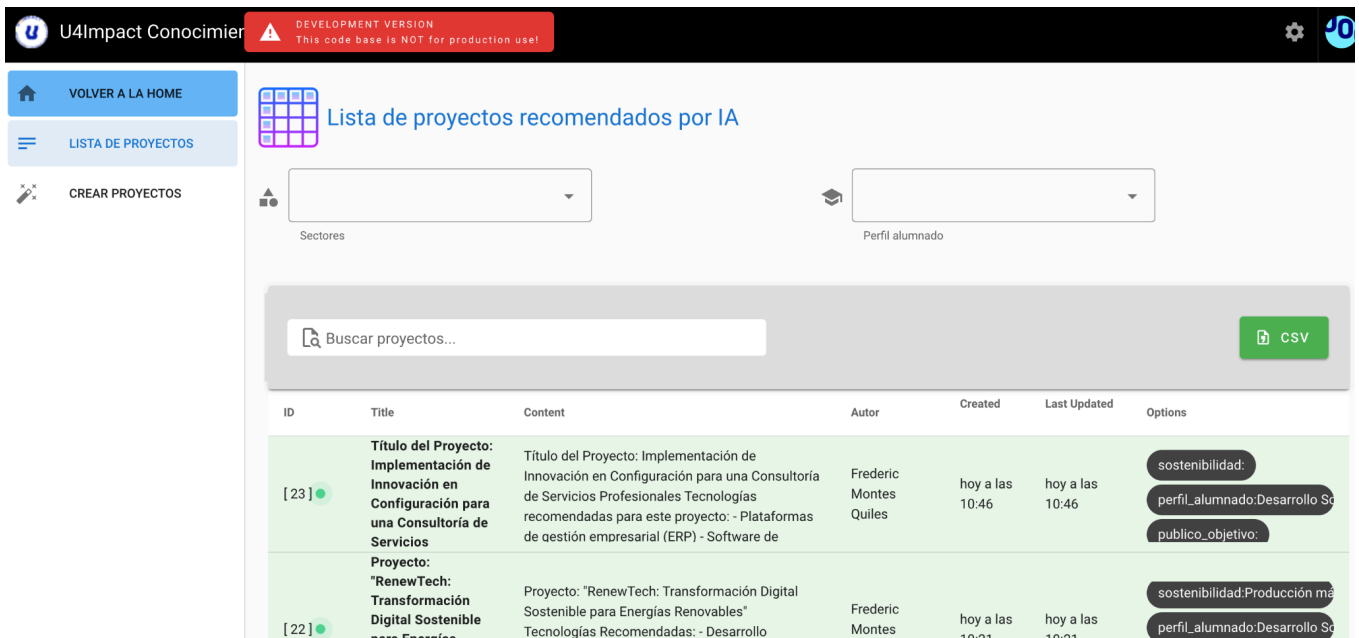 U4Impact Conocimier
DEVELOPMENT VERSION
This code base is NOT for production use!
VOLVER A LA HOME
LISTA DE PROYECTOS
CREAR PROYECTOS
Lista de proyectos recomendados por IA
Sectores
Perfil alumnado
Buscar proyectos...
CSV
ID Title Content Autor Created Last Updated Options
[ 23 ]
Título del Proyecto:
Implementación de
Innovación en
Configuración para
una Consultoría de
Servicios
Título del Proyecto: Implementación de
Innovación en Configuración para una Consultoría
de Servicios Profesionales Tecnologías
recomendadas para este proyecto: - Plataformas
de gestión empresarial (ERP) - Software de
Frederic
Montes
Quiles
hoy a las
10:46
hoy a las
10:46
sostenibilidad:
perfil_alumnado:Desarrollo So
publico_objetivo:
[ 22 ]
Proyecto:
"RenewTech:
Transformación
Digital Sostenible
para Energías
Proyecto: "RenewTech: Transformación Digital
Sostenible para Energías Renovables"
Tecnologías Recomendadas: - Desarrollo
Frederic
Montes
hoy a las
hoy a las
sostenibilidad:Producción má
perfil_alumnado:Desarrollo So